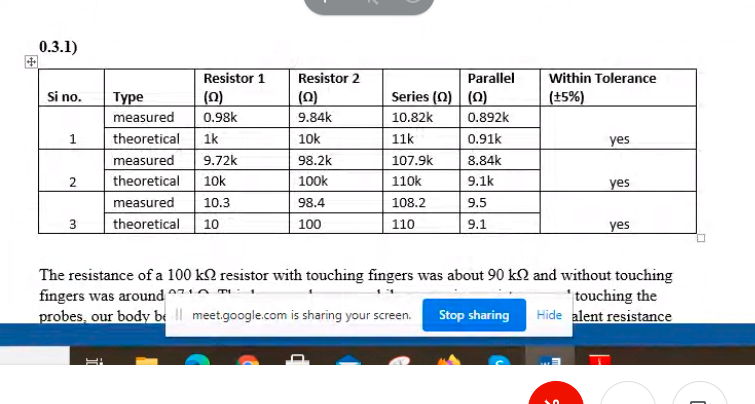 0.3.1)
Si no. Type Resistor 1 (Ω) Resistor 2 (Ω) Series (Ω) Parallel (Ω) Within Tolerance (±5%)
1 measured 0.98k 9.84k 10.82k 0.892k yes
theoretical 1k 10k 11k 0.91k
2 measured 9.72k 98.2k 107.9k 8.84k yes
theoretical 10k 100k 110k 9.1k
3 measured 10.3 98.4 108.2 9.5 yes
theoretical 10 100 110 9.1
The resistance of a 100 kΩ resistor with touching fingers was about 90 kΩ and without touching
fingers was around touching the
probes, our body resistance
meet.google.com is sharing your screen. Stop sharing Hide